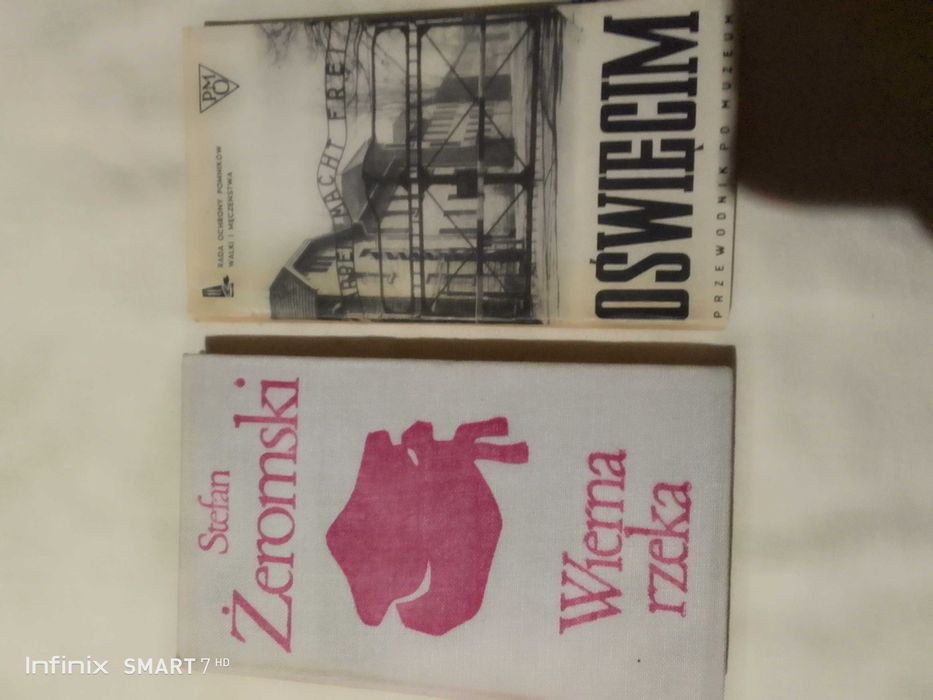 PMO
RADA OCHRONY POMNIKÓW
WALKI I MĘCZEŃSTWA
ARBEIT MACHT FREI
OŚWIĘCIM
PRZEWODNIK PO MUZEUM
Stefan
Żeromski
Wierna
rzeka
Infinix SMART 7 HD